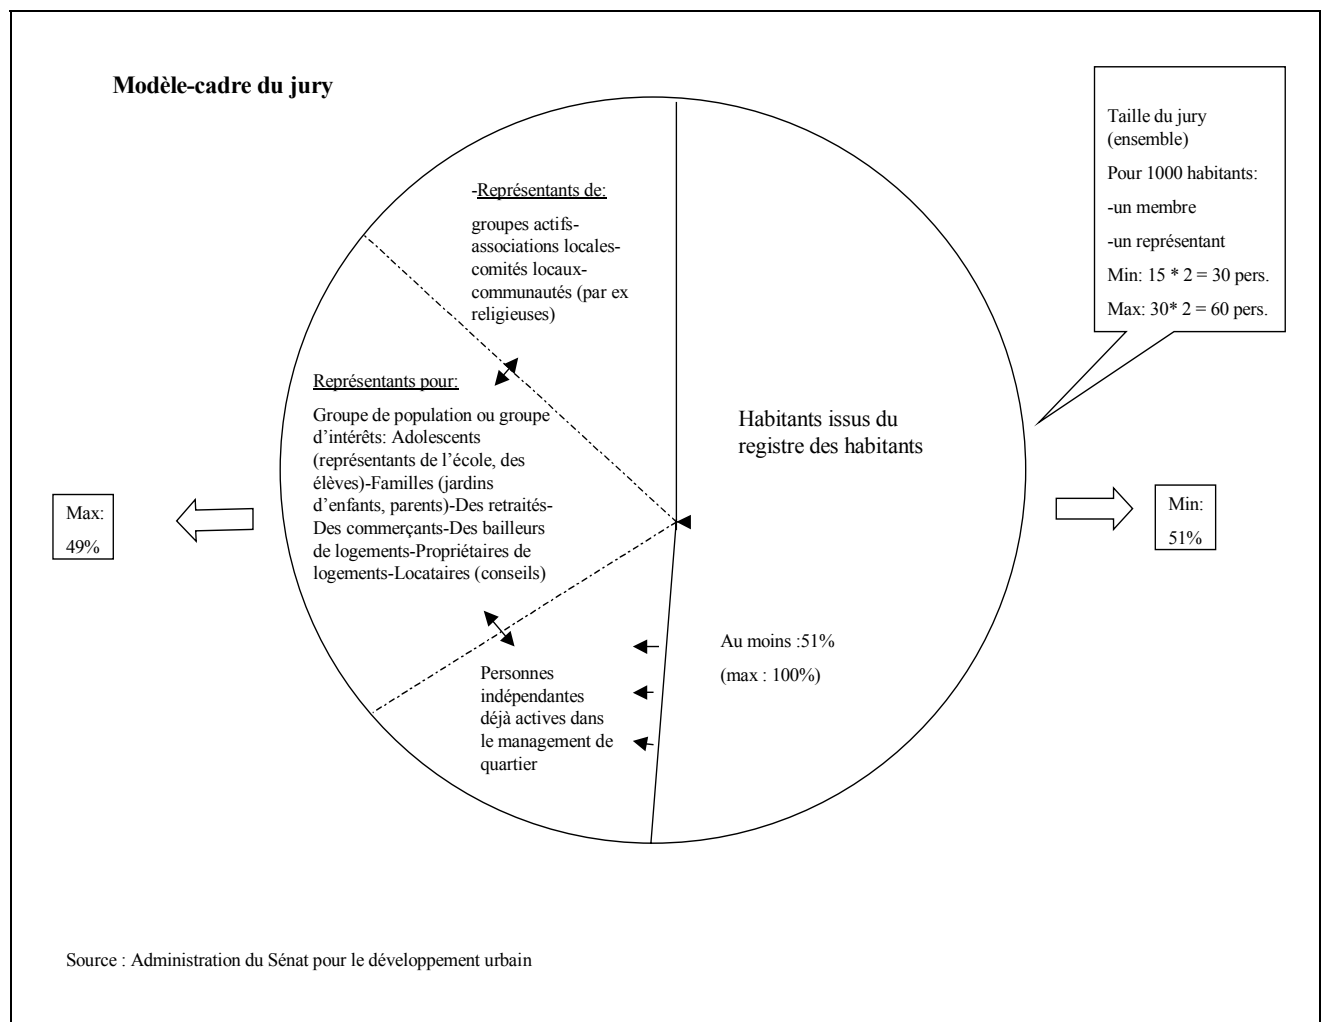 Modèle-cadre du jury
Taille du jury
(ensemble)
Pour 1000 habitants:
-un membre
-un représentant
Min: 15 * 2 = 30 pers.
Max: 30* 2 = 60 pers.
-Représentants de:
groupes actifs-
associations locales-
comités locaux-
communautés (par ex
religieuses)
Représentants pour:
Groupe de population ou groupe
d’intérêts: Adolescents
(représentants de l’école, des
élèves)-Familles (jardins
d’enfants, parents)-Des retraités-
Des commerçants-Des bailleurs
de logements-Propriétaires de
logements-Locataires (conseils)
Habitants issus du
registre des habitants
Max:
49%
Min:
51%
Au moins :51%
(max : 100%)
Personnes
indépendantes
déjà actives dans
le management de
quartier
Source : Administration du Sénat pour le développement urbain